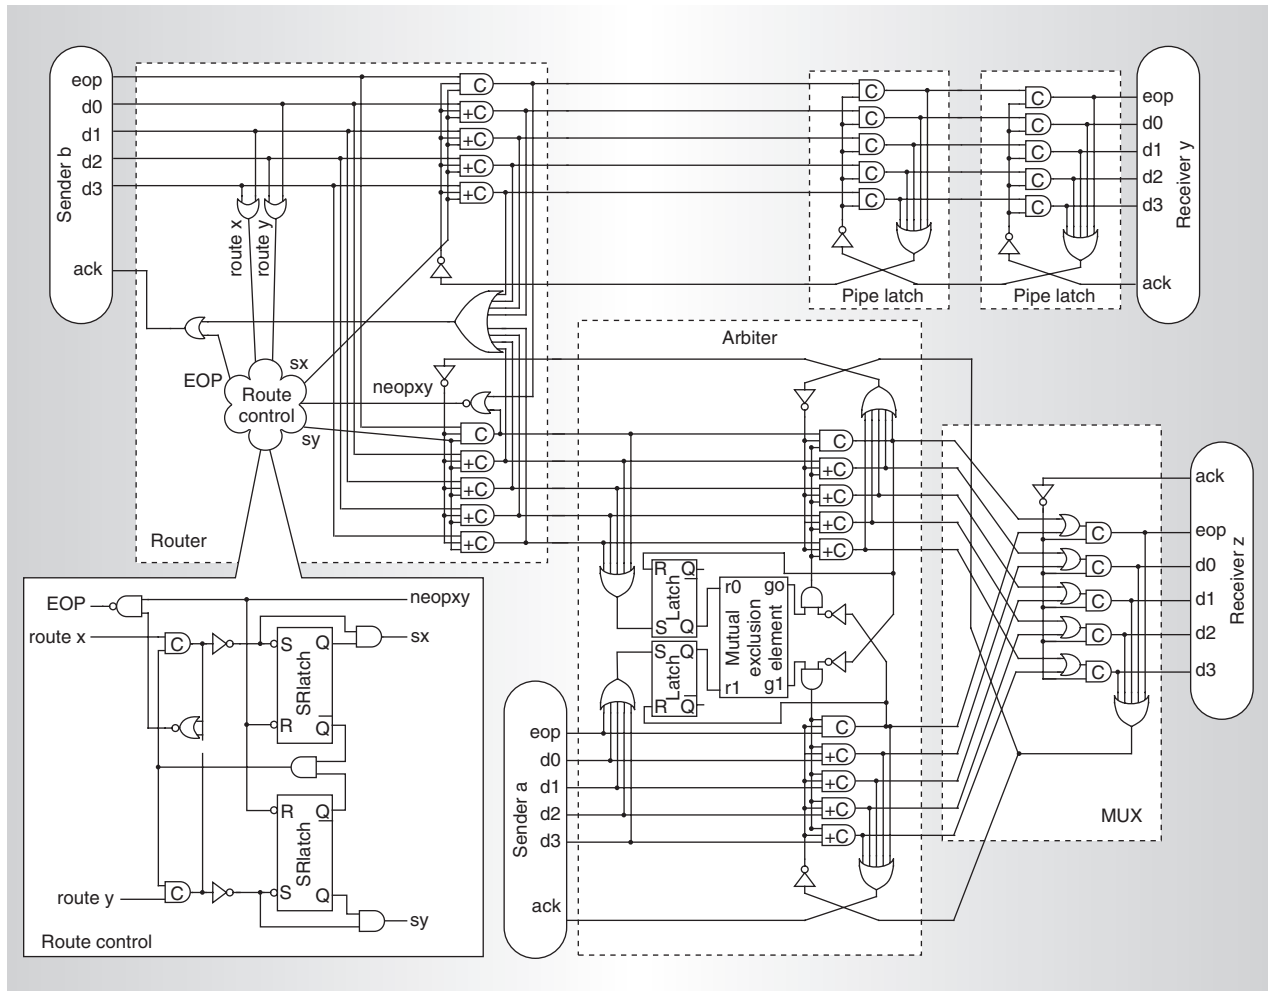 eop
d0
d1
d2
d3
ack
Sender b
route x
route y
C
+C
+C
+C
+C
EOP
Route
control
sx
sy
neopxy
C
+C
+C
+C
+C
Router
C
C
C
C
C
Pipe latch
C
C
C
C
C
Pipe latch
eop
d0
d1
d2
d3
ack
Receiver y
Arbiter
C
+C
+C
+C
+C
R Q
Latch
S Q
S Q
Latch
R Q
r0 go
Mutual
exclusion
element
r1 g1
C
+C
+C
+C
+C
eop
d0
d1
d2
d3
ack
Sender a
C
C
C
C
C
MUX
ack
eop
d0
d1
d2
d3
Receiver z
EOP
neopxy
route x
C
S Q
SRlatch
R Q
sx
R Q
SRlatch
S Q
route y
C
sy
Route control